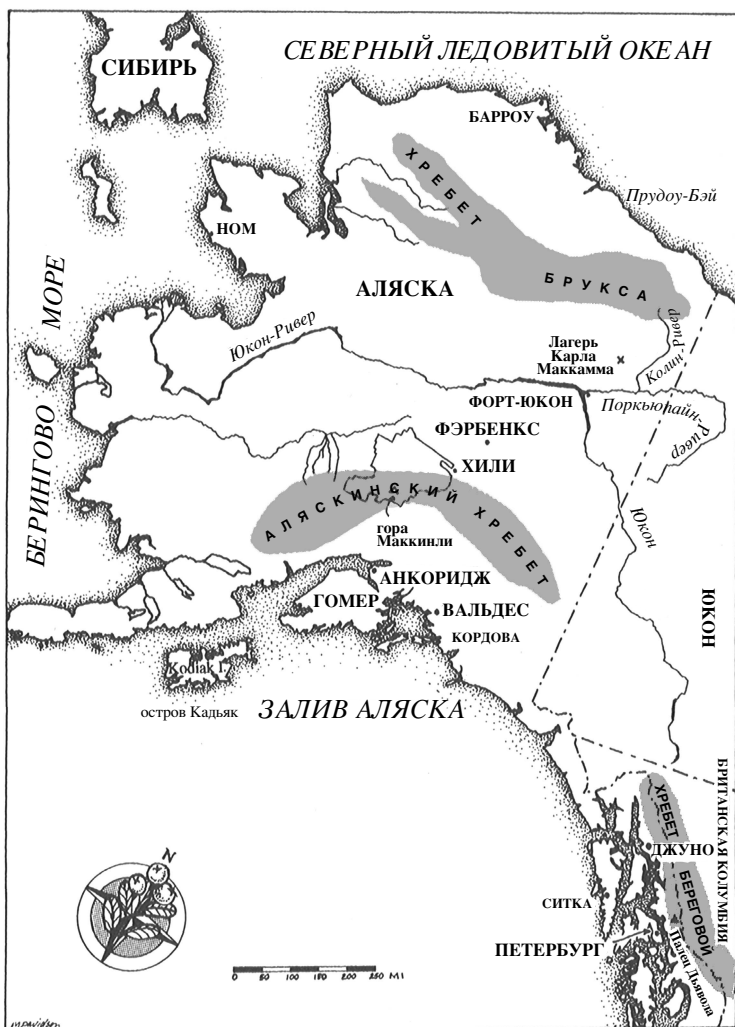 СЕВЕРНЫЙ ЛЕДОВИТЫЙ ОКЕАН
СИБИРЬ
БАРРОУ
ХРЕБЕТ
Прудоу-Бэй
НОМ
БРУКСА
МОРЕ
АЛЯСКА
Юкон-Ривер
Лагерь
Карла
Маккамма
Колин-Ривер
ФОРТ-ЮКОН
Поркьюпайн-
Ривер
ФЭРБЕНКС
ХИЛИ
БЕРИНГОВО
АЛЯСКИНСКИЙ ХРЕБЕТ
Юкон
гора
Маккинли
АНКОРИДЖ
ГОМЕР
ВАЛЬДЕС
КОРДОВА
ЮКОН
Kodiak I.
остров Кадьяк
ЗАЛИВ АЛЯСКА
БРИТАНСКАЯ КОЛУМБИЯ
ХРЕБЕТ
ДЖУНО
БЕРЕГОВОЙ
СИТКА
ПЕТЕРБУРГ
Палец Дьявола
N
0 50 100 150 200 250 MI